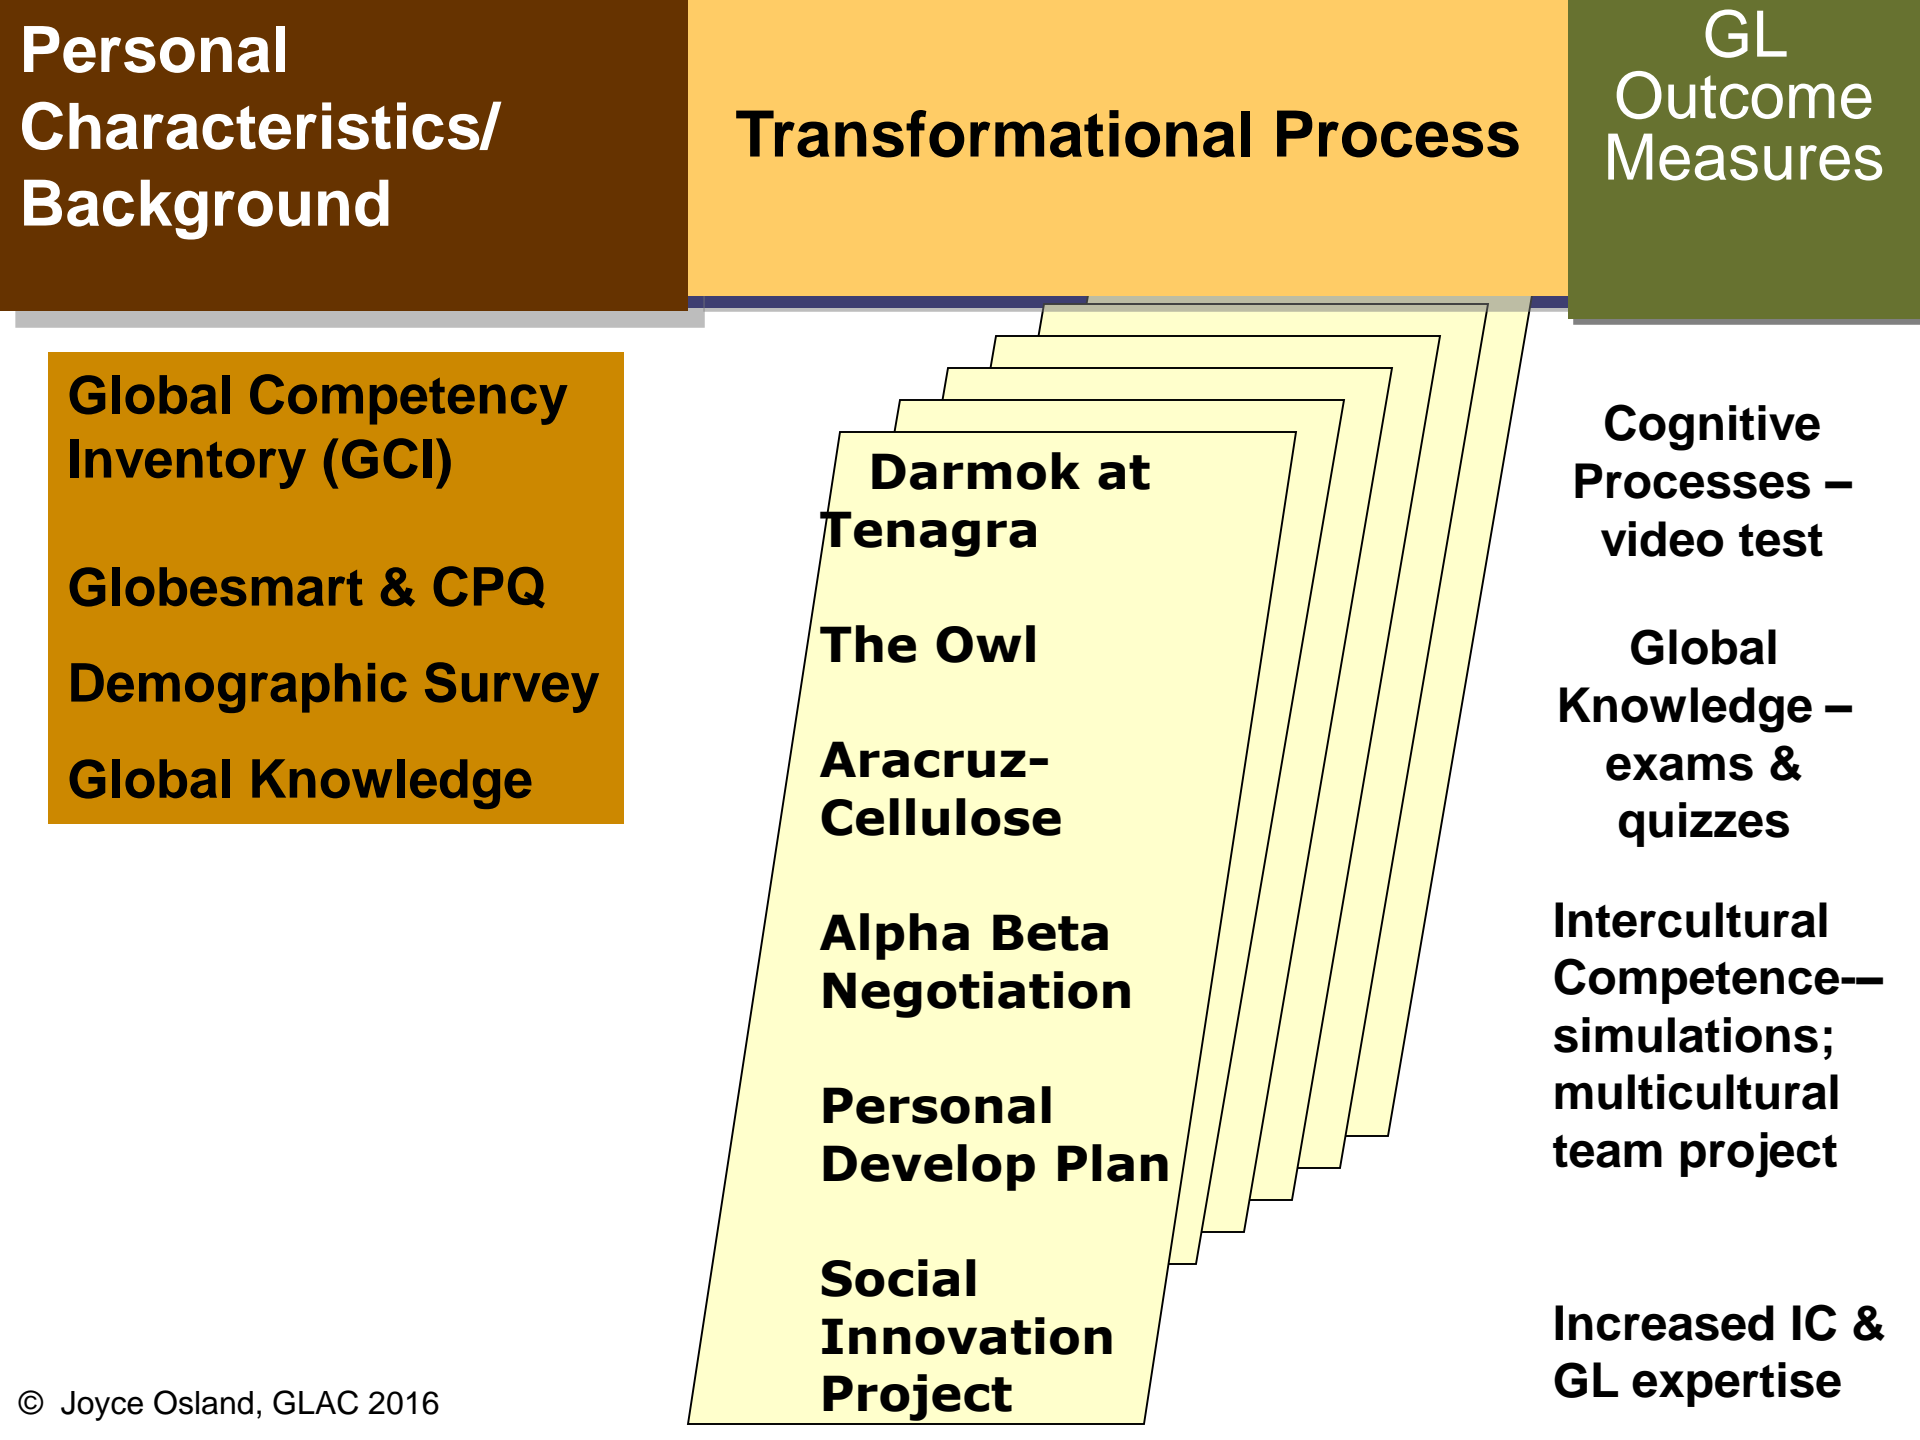 Personal
Characteristics/
Background
Transformational Process
GL
Outcome
Measures
Global Competency
Inventory (GCI)
Globesmart & CPQ
Demographic Survey
Global Knowledge
Darmok at
Tenagra
The Owl
Aracruz-
Cellulose
Alpha Beta
Negotiation
Personal
Develop Plan
Social
Innovation
Project
Cognitive
Processes –
video test
Global
Knowledge –
exams &
quizzes
Intercultural
Competence-–
simulations;
multicultural
team project
Increased IC &
GL expertise
© Joyce Osland, GLAC 2016